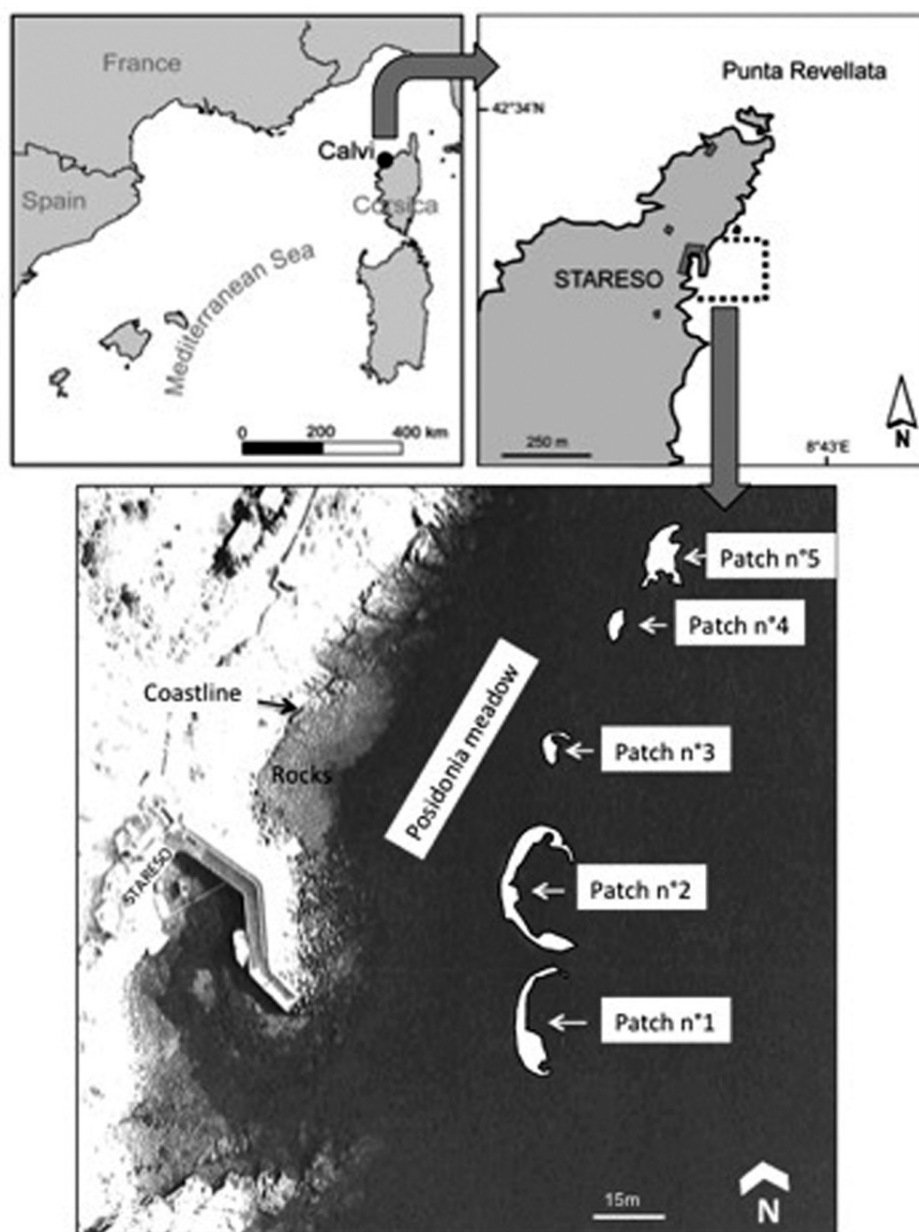 France
Calvi
Spain
Corsica
Mediterranean Sea
0 200 400 km
Punta Revellata
42°34'N
STARESO
250 m
N
8°43'E
Patch n°5
Patch n°4
Coastline
Posidonia meadow
Patch n°3
Rocks
STARESO
Patch n°2
Patch n°1
15m
N